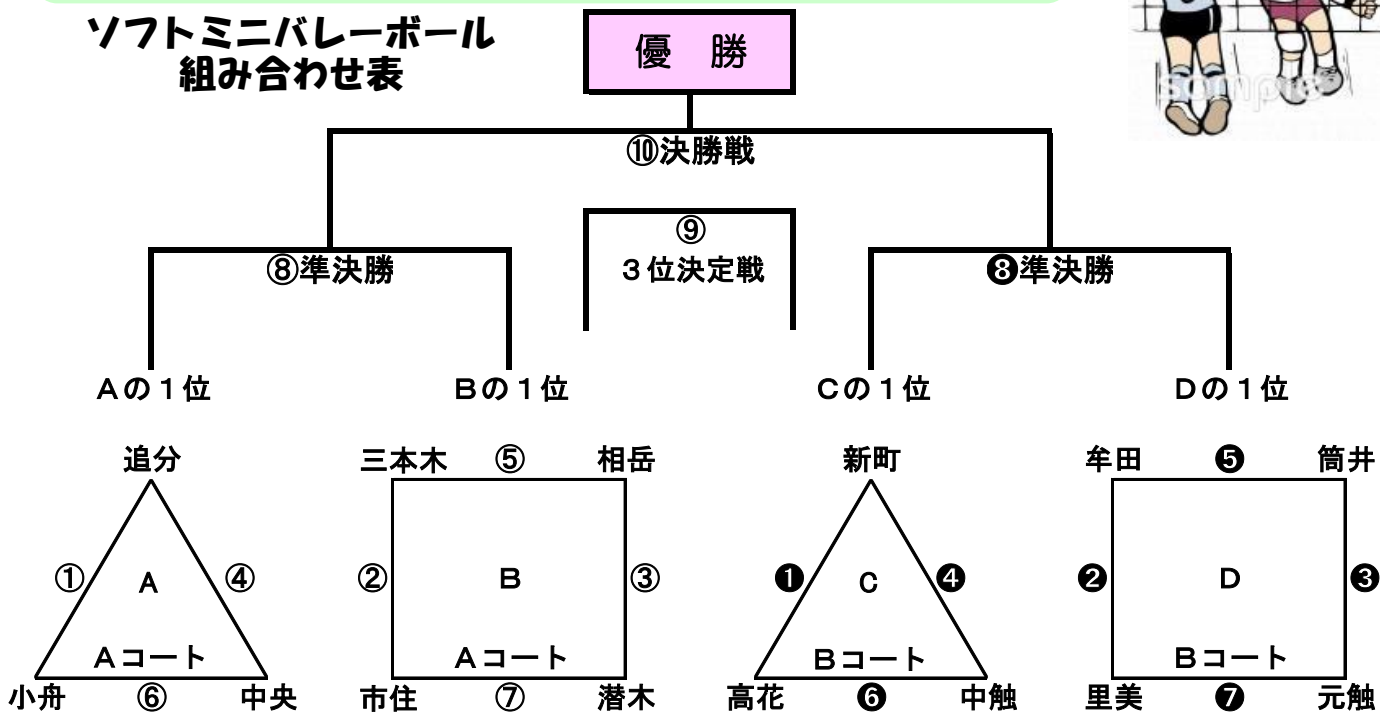 ソフトミニバレーボール
組み合わせ表
優　勝
sample
⑩決勝戦
⑨
３位決定戦
⑧準決勝
❽準決勝
Ａの１位
Ｂの１位
Ｃの１位
Ｄの１位
追分
①
Ａ
④
Ａコート
小舟
⑥
中央
三本木
⑤
相岳
②
Ｂ
③
Ａコート
市住
⑦
潜木
新町
❶
Ｃ
❹
Ｂコート
高花
❻
中触
牟田
❺
筒井
❷
Ｄ
❸
Ｂコート
里美
❼
元触